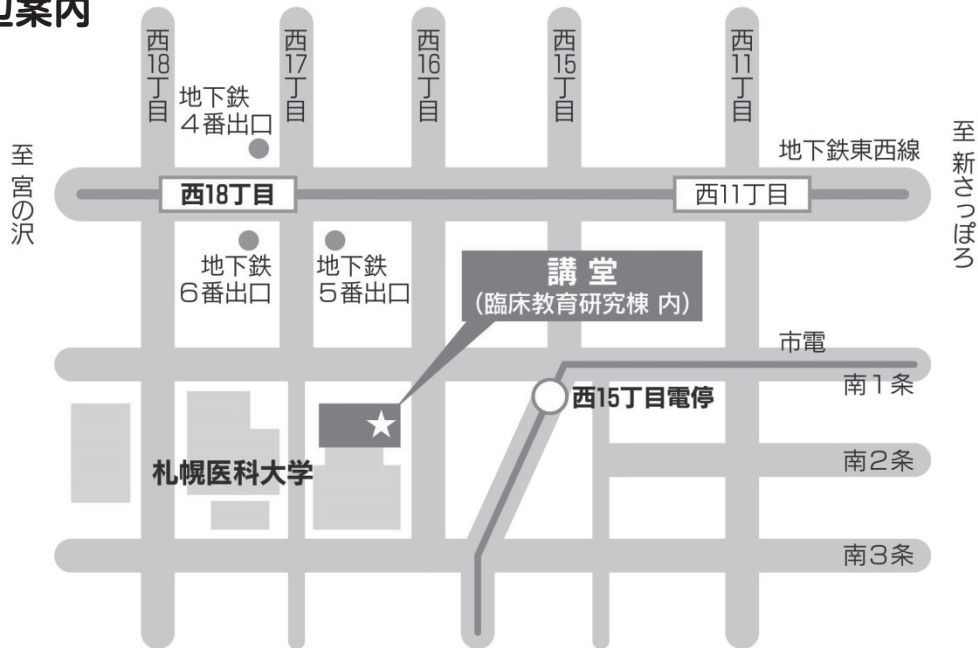 辺案内
西18丁目
西17丁目
西16丁目
西15丁目
西11丁目
地下鉄
4番出口
地下鉄東西線
至 宮の沢
至 新さっぽろ
西18丁目
西11丁目
地下鉄
6番出口
地下鉄
5番出口
講 堂
（臨床教育研究棟 内）
市電
南1条
西15丁目電停
南2条
札幌医科大学
南3条